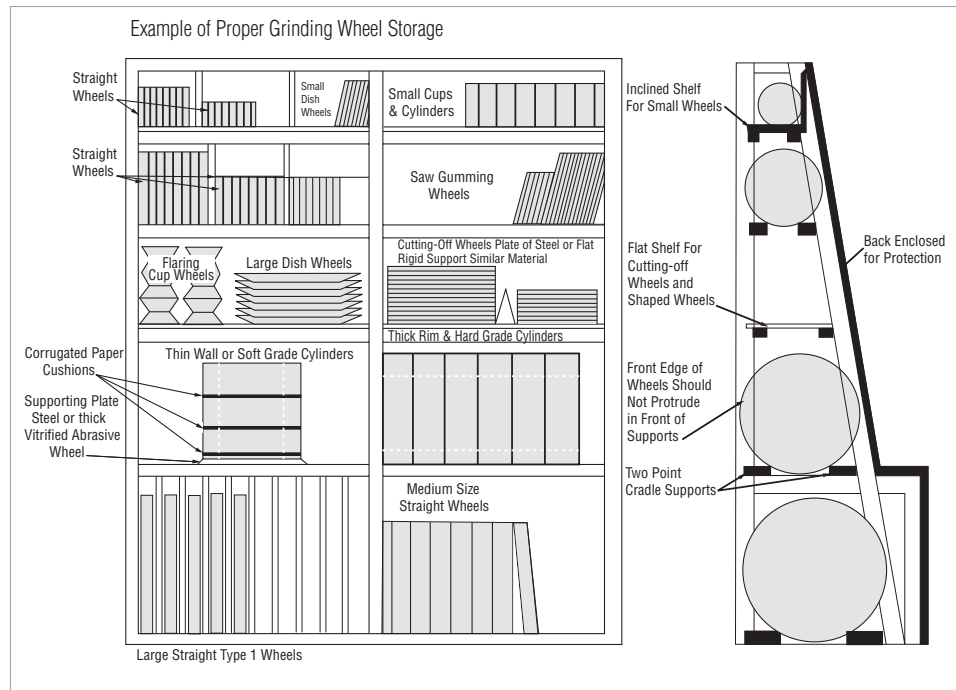 Example of Proper Grinding Wheel Storage
Straight
Wheels
Small
Dish
Wheels
Small Cups
& Cylinders
Inclined Shelf
For Small Wheels
Straight
Wheels
Saw Gumming
Wheels
Flaring
Cup Wheels
Large Dish Wheels
Cutting-Off Wheels Plate of Steel or Flat
Rigid Support Similar Material
Flat Shelf For
Cutting-off
Wheels and
Shaped Wheels
Back Enclosed
for Protection
Corrugated Paper
Cushions
Thin Wall or Soft Grade Cylinders
Thick Rim & Hard Grade Cylinders
Supporting Plate
Steel or thick
Vitrified Abrasive
Wheel
Front Edge of
Wheels Should
Not Protrude
in Front of
Supports
Two Point
Cradle Supports
Medium Size
Straight Wheels
Large Straight Type 1 Wheels